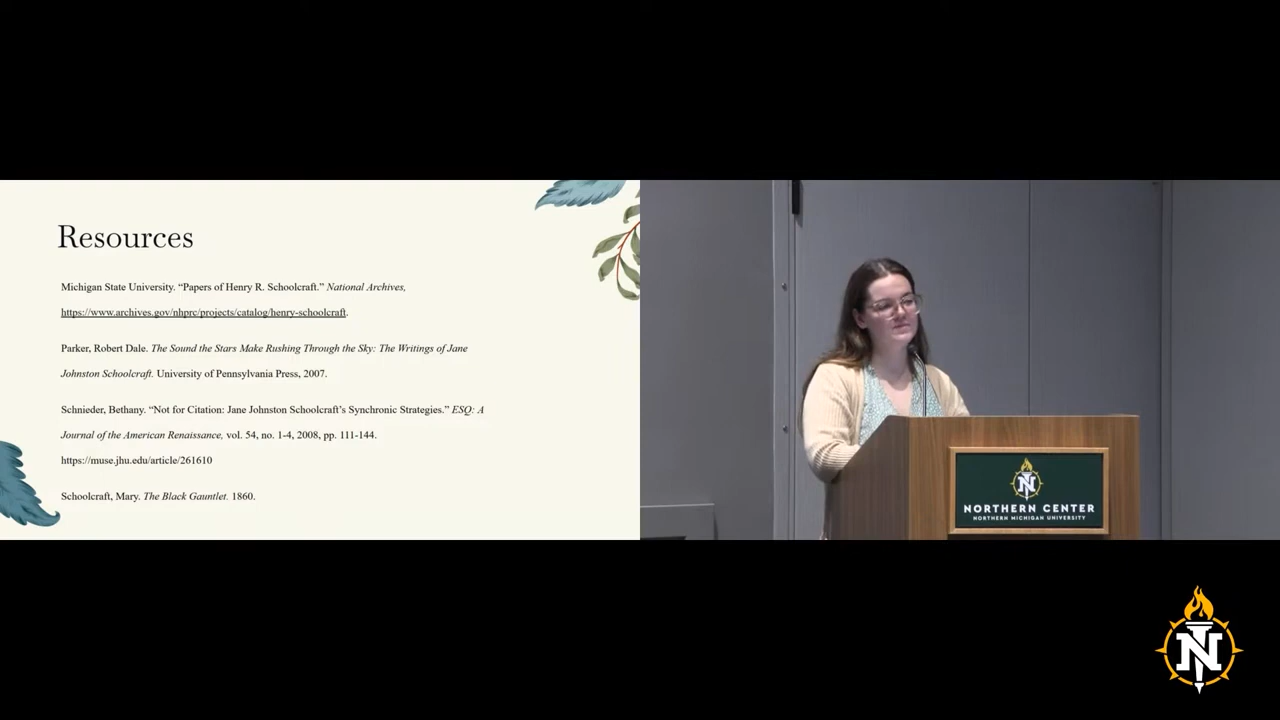 Resources
Michigan State University. “Papers of Henry R. Schoolcraft.” National Archives,
https://www.archives.gov/nhprc/projects/catalog/henry-schoolcraft.
Parker, Robert Dale. The Sound the Stars Make Rushing Through the Sky: The Writings of Jane
Johnston Schoolcraft. University of Pennsylvania Press, 2007.
Schnieder, Bethany. “Not for Citation: Jane Johnston Schoolcraft’s Synchronic Strategies.” ESQ: A
Journal of the American Renaissance, vol. 54, no. 1-4, 2008, pp. 111-144.
https://muse.jhu.edu/article/261610
Schoolcraft, Mary. The Black Gauntlet. 1860.
N
NORTHERN CENTER
NORTHERN MICHIGAN UNIVERSITY
N